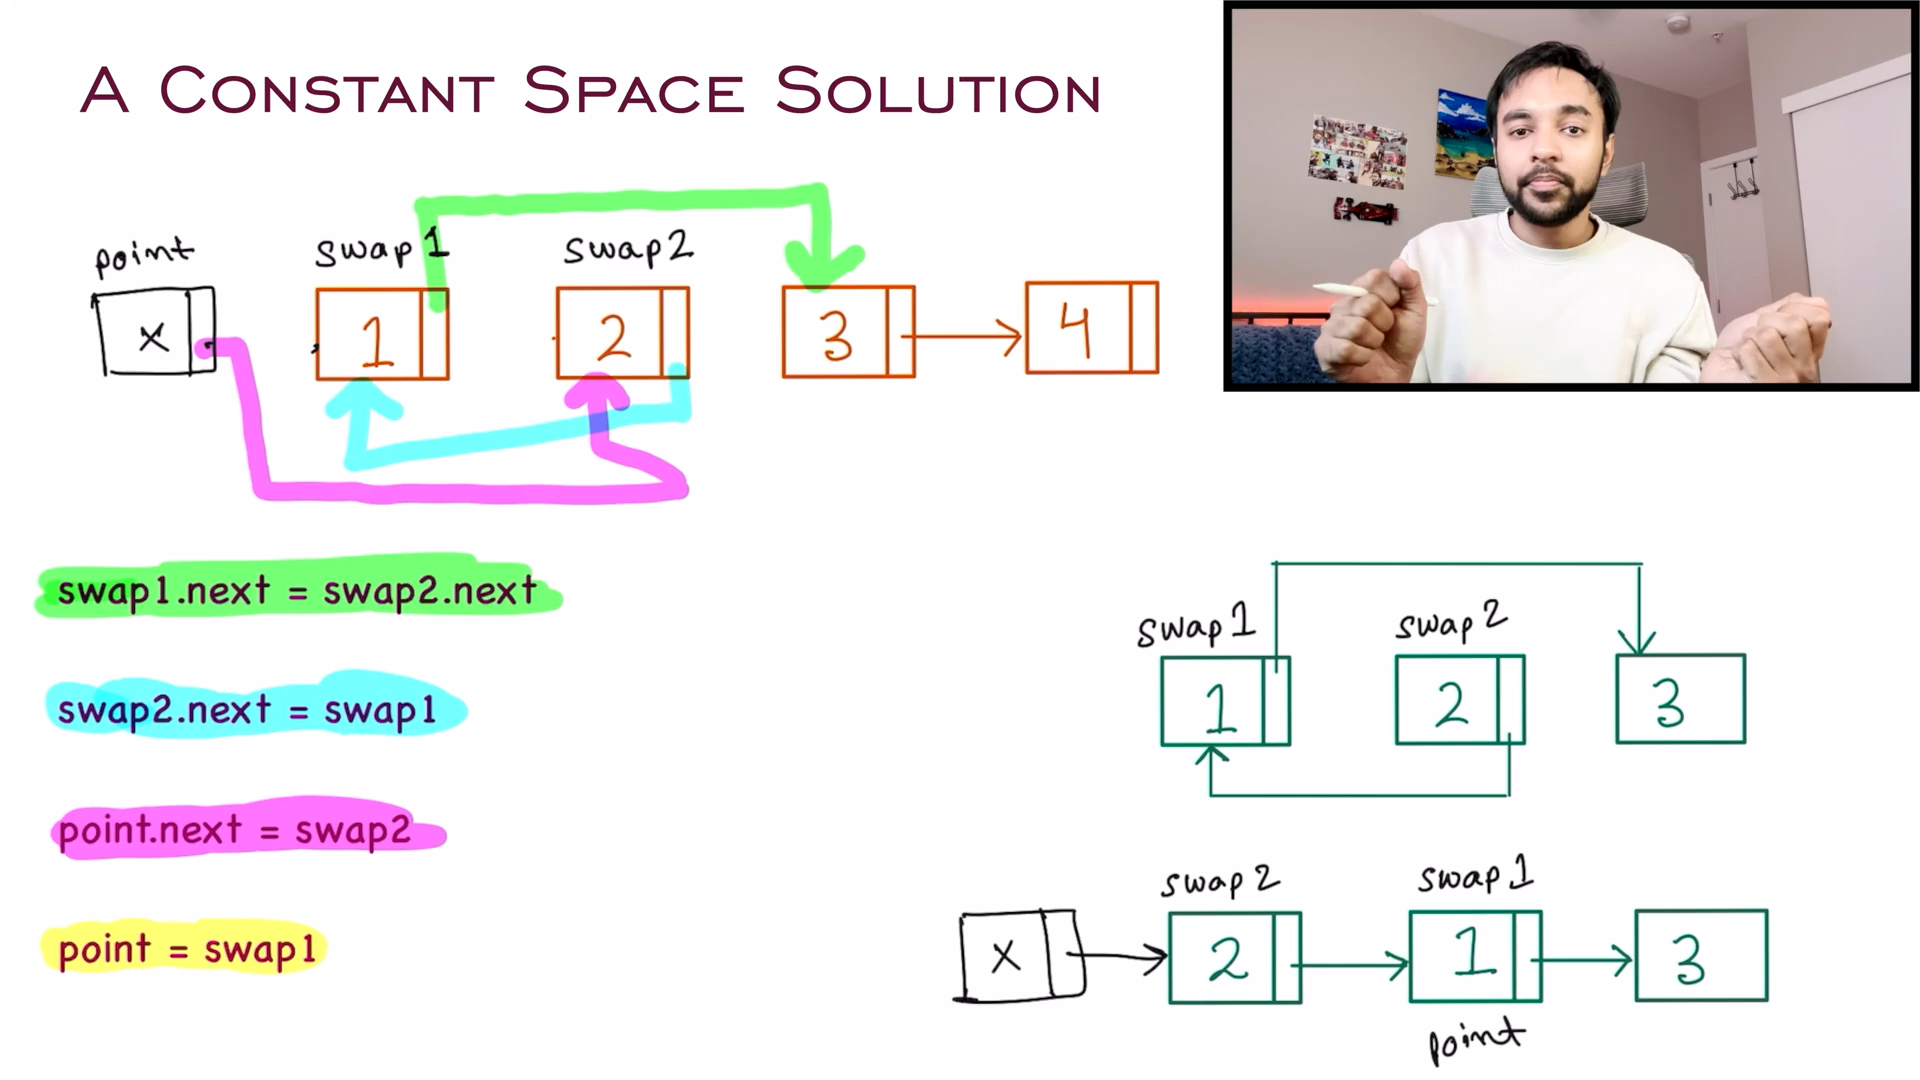 A CONSTANT SPACE SOLUTION
point
swap1
swap2
x
1
2
3
4
swap1.next = swap2.next
swap2.next = swap1
point.next = swap2
point = swap1
swap1
swap2
1
2
3
swap2
swap1
x
2
1
3
point